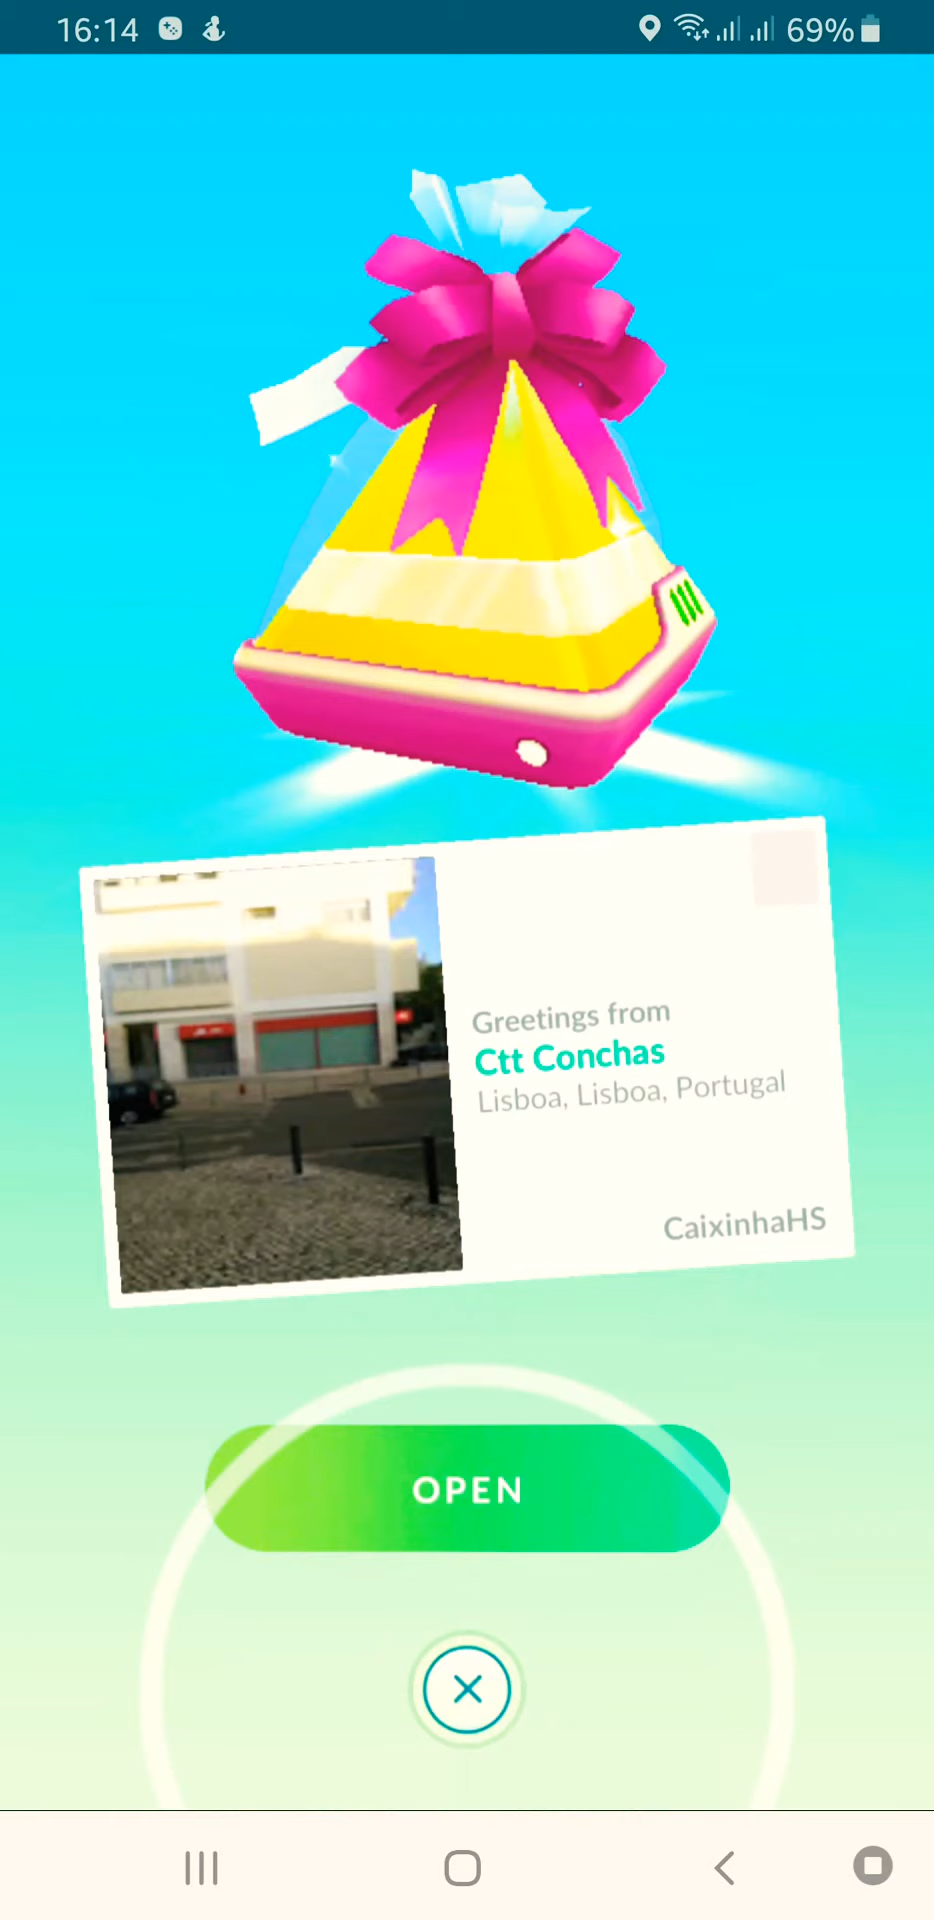 16:14
69%
Greetings from
Ctt Conchas
Lisboa, Lisboa, Portugal
CaixinhaHS
OPEN